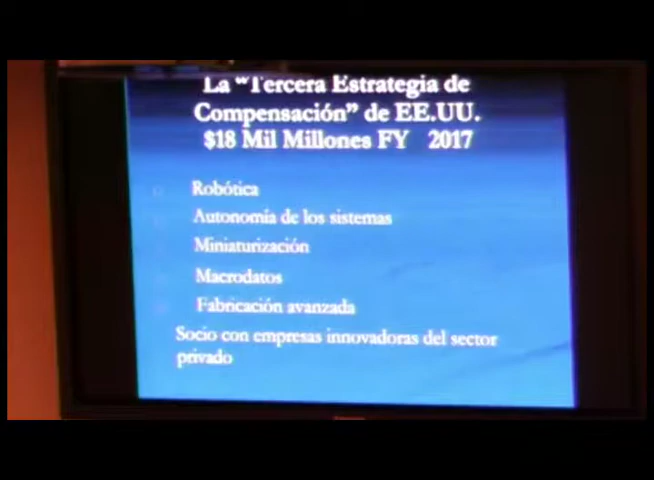 La “Tercera Estrategia de
Compensación” de EE.UU.
$18 Mil Millones FY 2017
Robótica
Autonomía de los sistemas
Miniaturización
Macrodatos
Fabricación avanzada
Socio con empresas innovadoras del sector
privado